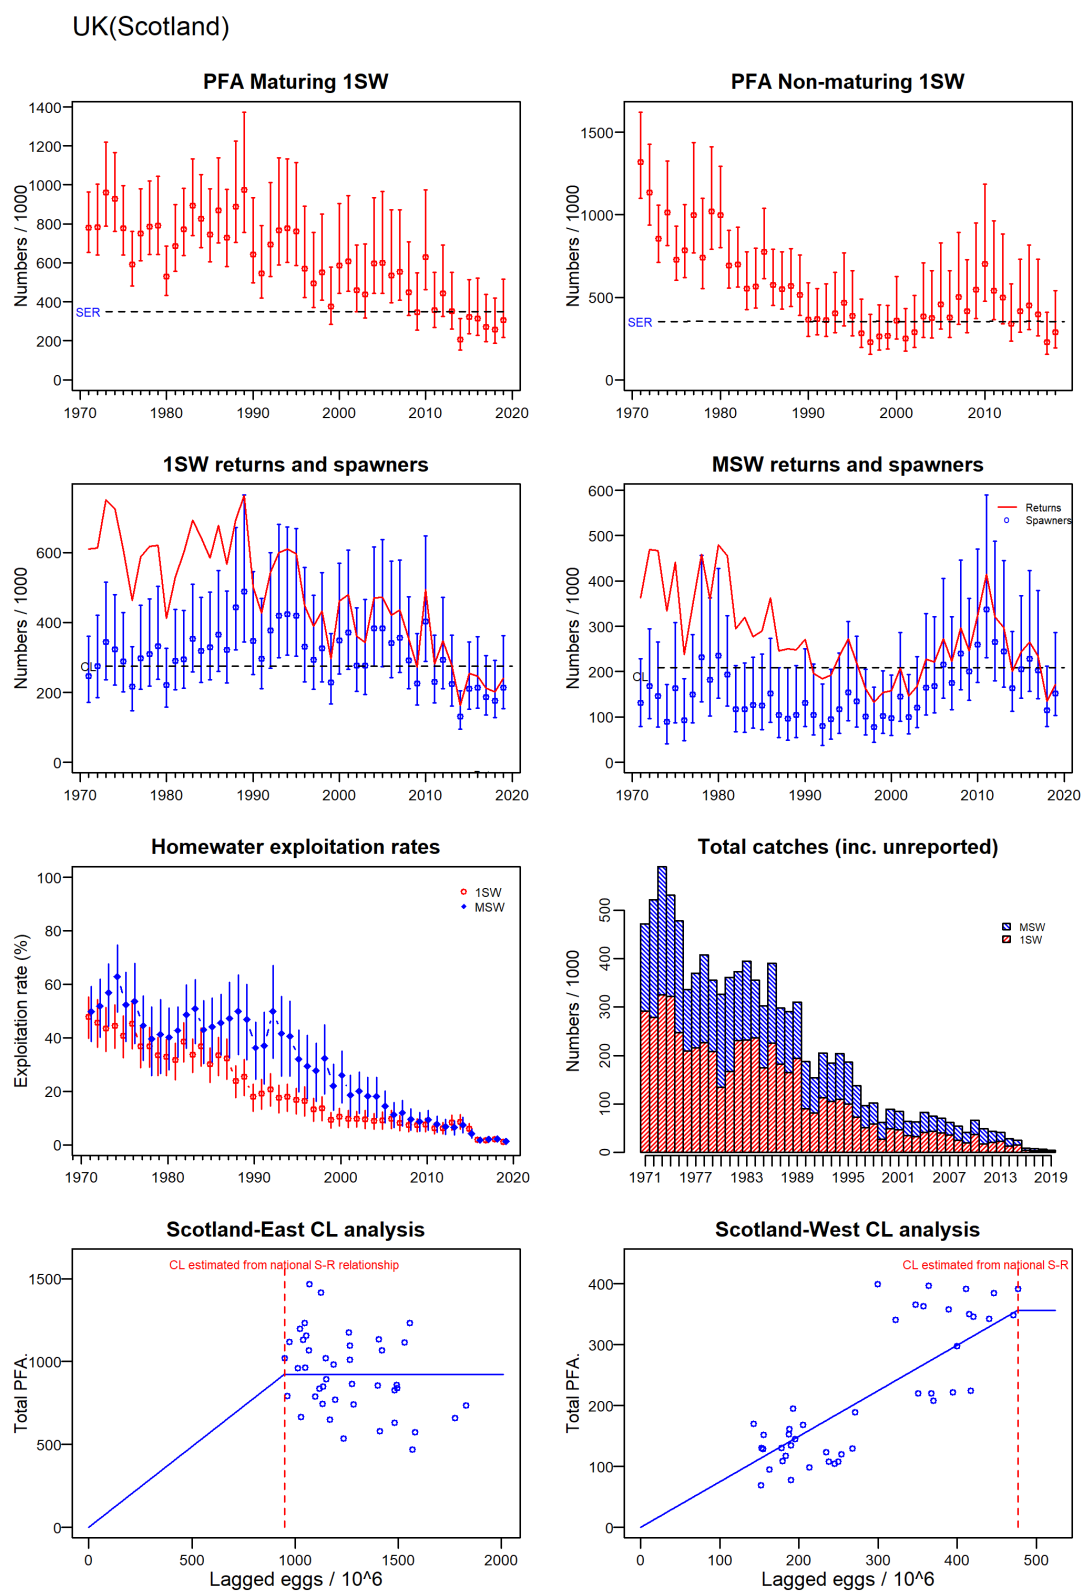 UK(Scotland)
PFA Maturing 1SW
Numbers / 1000
1400
1200
1000
800
600
400
200
0
SER
1970 1980 1990 2000 2010 2020
PFA Non-maturing 1SW
Numbers / 1000
1500
1000
500
0
SER
1970 1980 1990 2000 2010
1SW returns and spawners
Numbers / 1000
600
400
200
0
CL
1970 1980 1990 2000 2010 2020
MSW returns and spawners
Numbers / 1000
600
500
400
300
200
100
0
CL
Returns
Spawners
1970 1980 1990 2000 2010 2020
Homewater exploitation rates
Exploitation rate (%)
100
80
60
40
20
0
1SW
MSW
1970 1980 1990 2000 2010 2020
Total catches (inc. unreported)
Numbers / 1000
500
400
300
200
100
0
MSW
1SW
1971 1977 1983 1989 1995 2001 2007 2013 2019
Scotland-East CL analysis
CL estimated from national S-R relationship
Total PFA.
1500
1000
500
0
0 500 1000 1500 2000
Lagged eggs / 10^6
Scotland-West CL analysis
CL estimated from national S-R
Total PFA.
400
300
200
100
0
0 100 200 300 400 500
Lagged eggs / 10^6